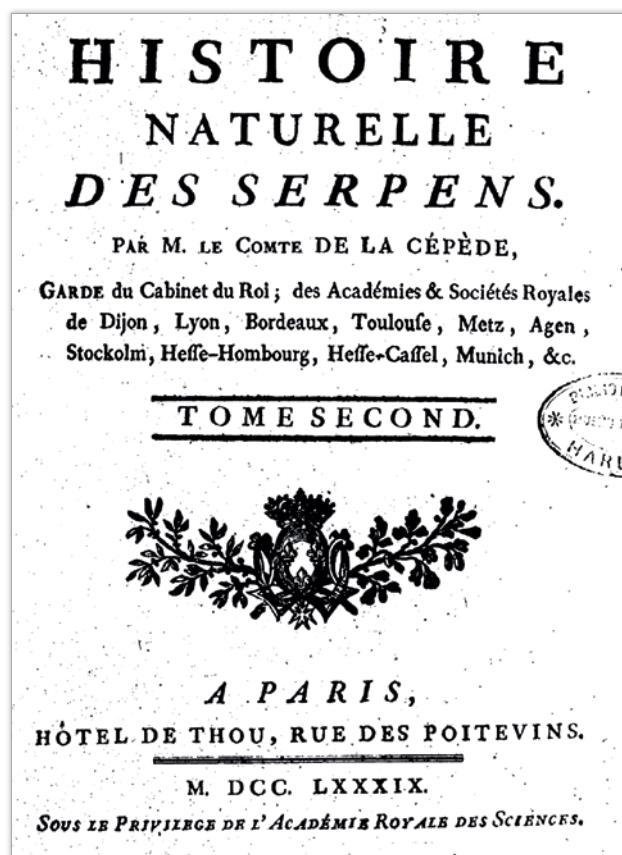 HISTOIRE
NATURELLE
DES SERPENS.
PAR M. LE COMTE DE LA CÉPÈDE,
GARDE du Cabinet du Roi ; des Académies & Sociétés Royales
de Dijon, Lyon, Bordeaux, Toulouſe, Metz, Agen,
Stockolm, Heſſe-Hombourg, Heſſe-Caſſel, Munich, &c.
TOME SECOND.
A PARIS,
HÔTEL DE THOU, RUE DES POITEVINS.
M. DCC. LXXXIX.
SOUS LE PRIVILEGE DE L'ACADÉMIE ROYALE DES SCIENCES.